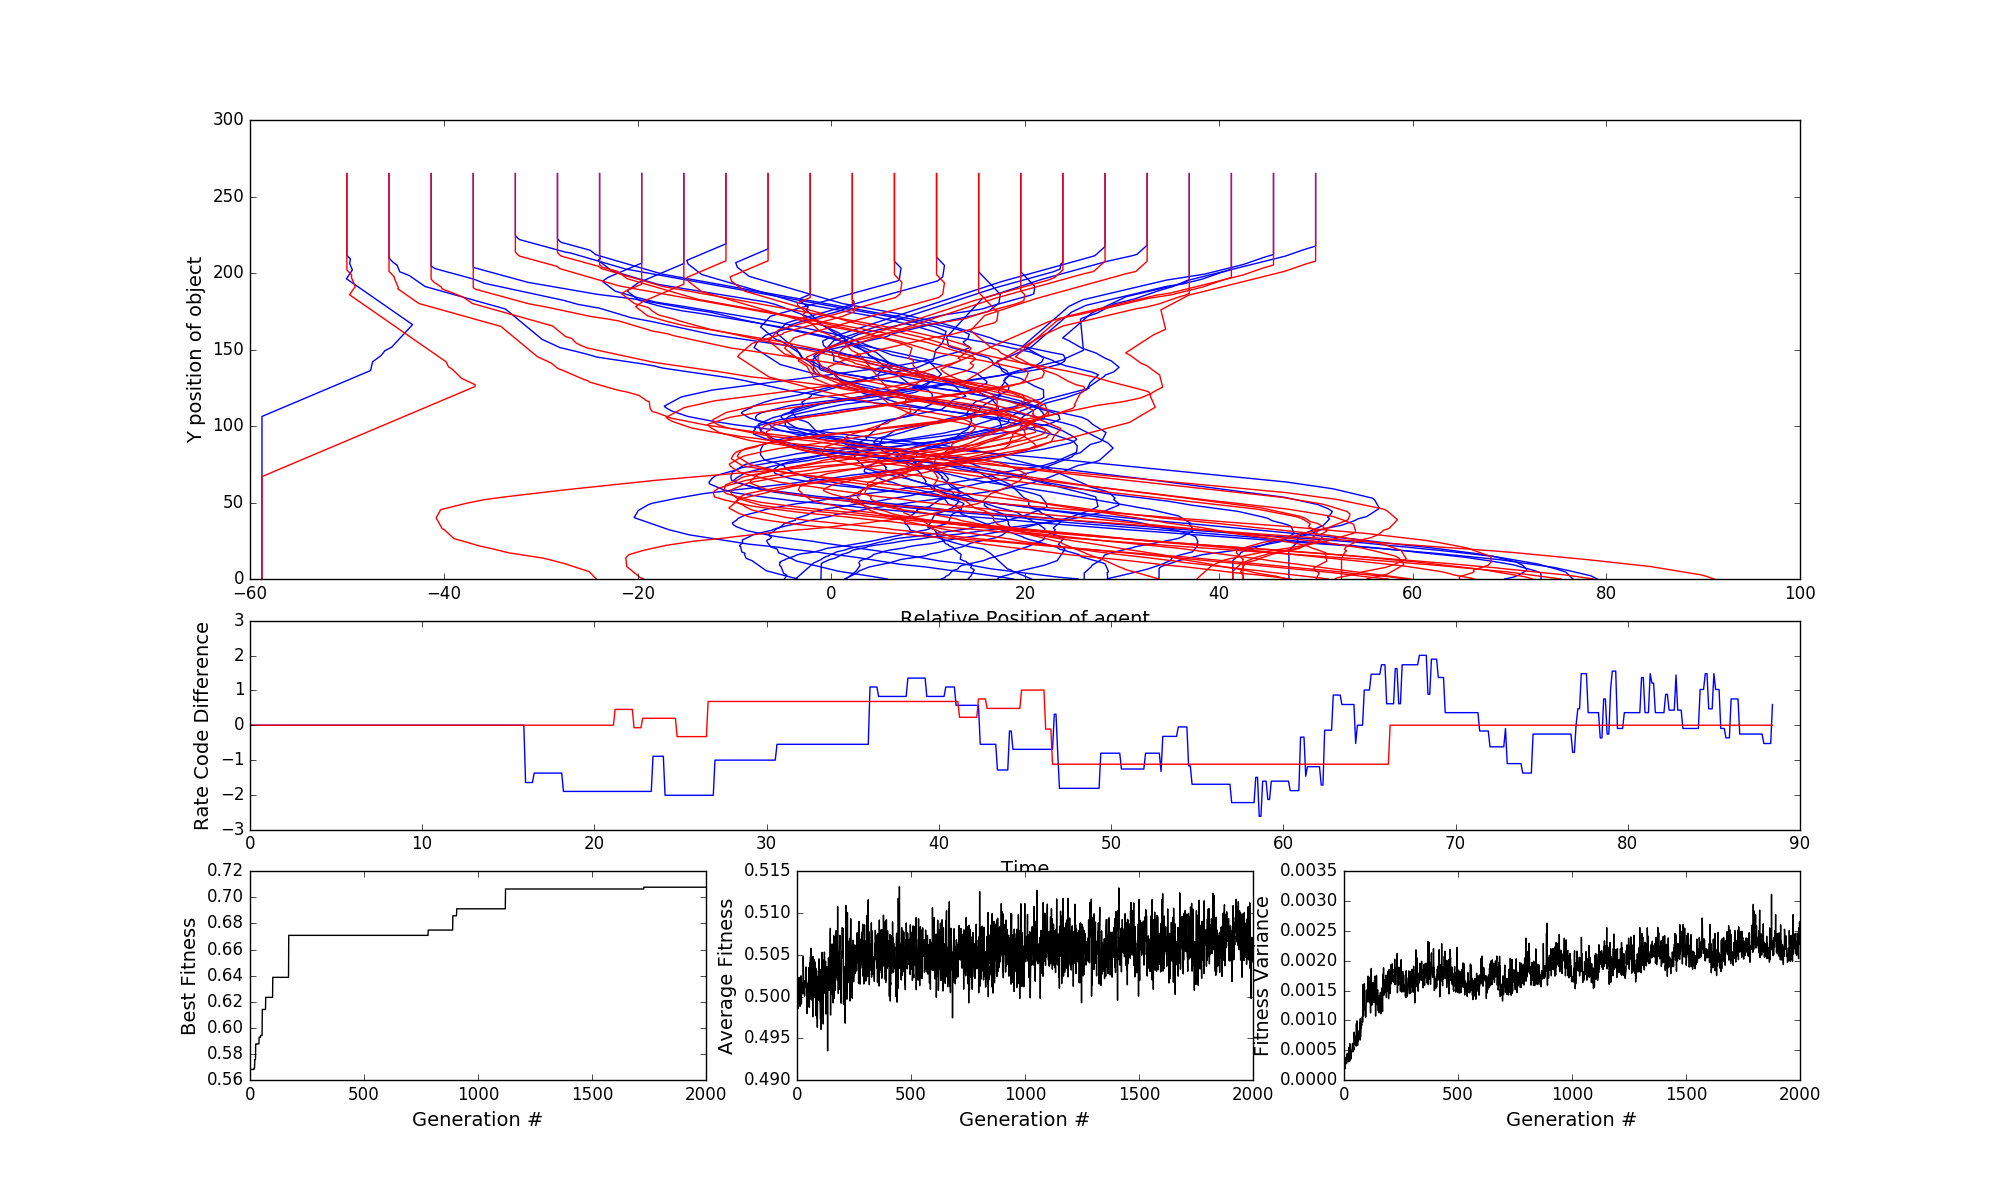 300
250
200
150
100
50
0
Y position of object
−60 −40 −20 0 20 40 60 80 100
Relative Position of agent
3
2
1
0
−1
−2
−3
Rate Code Difference
0 10 20 30 40 50 60 70 80 90
Time
0.72
0.70
0.68
0.66
0.64
0.62
0.60
0.58
0.56
Best Fitness
0 500 1000 1500 2000
Generation #
0.515
0.510
0.505
0.500
0.495
0.490
Average Fitness
0 500 1000 1500 2000
Generation #
0.0035
0.0030
0.0025
0.0020
0.0015
0.0010
0.0005
0.0000
Fitness Variance
0 500 1000 1500 2000
Generation #